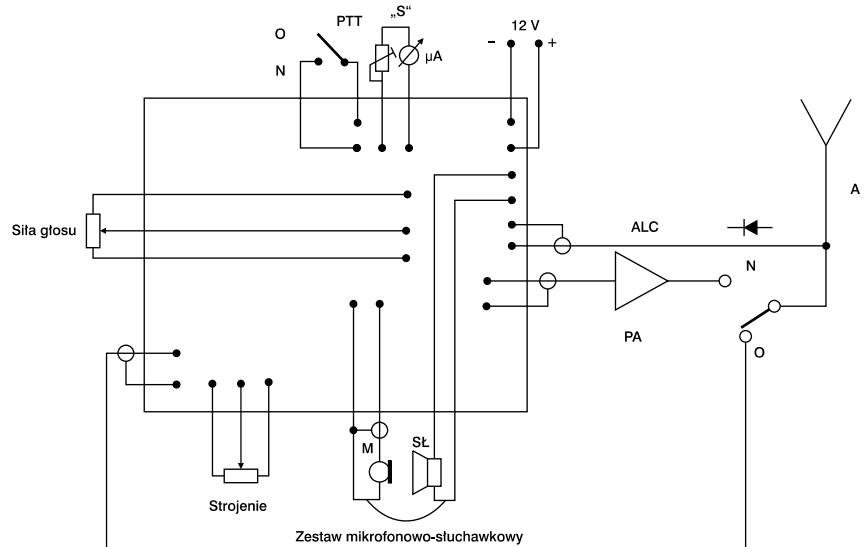 O
PTT
N
„S“
µA
12 V
– +
A
Siła głosu
ALC
N
PA
O
M
SŁ
Strojenie
Zestaw mikrofonowo-słuchawkowy